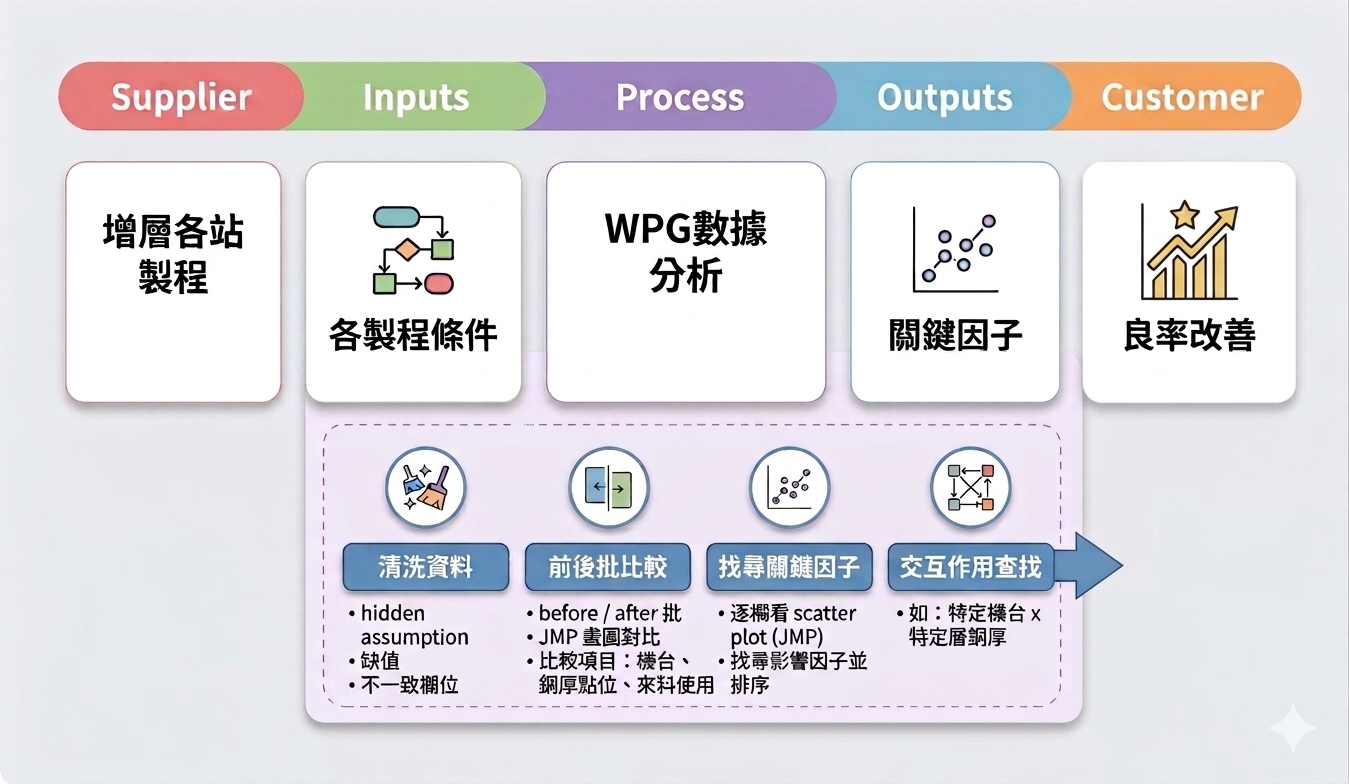 Supplier
Inputs
Process
Outputs
Customer
增層各站
製程
各製程條件
WPG數據
分析
關鍵因子
良率改善
清洗資料
• hidden
assumption
• 缺值
• 不一致欄位
前後批比較
• before / after 批
• JMP 畫圖對比
• 比較項目：機台、
銅厚點位、來料使用
找尋關鍵因子
• 逐欄看 scatter
plot (JMP)
• 找尋影響因子並
排序
交互作用查找
• 如：特定機台 x
特定層銅厚